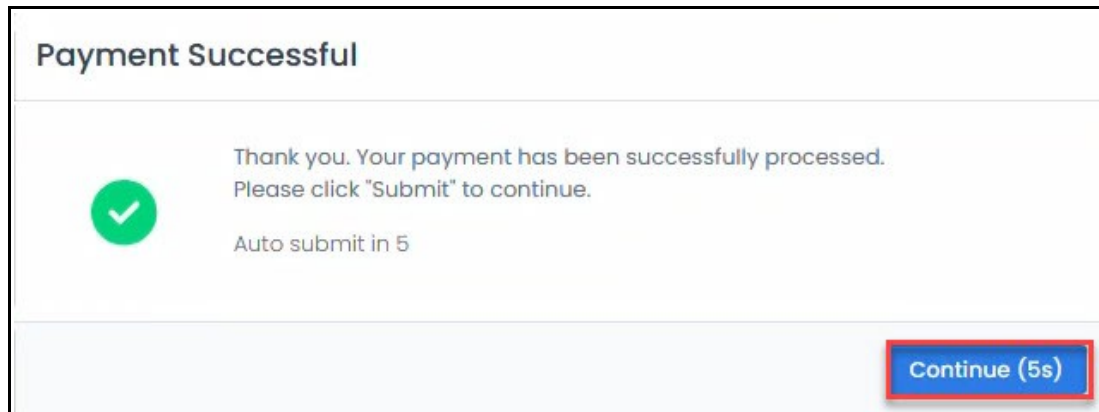 Payment Successful
Thank you. Your payment has been successfully processed.
Please click "Submit" to continue.
Auto submit in 5
Continue (5s)